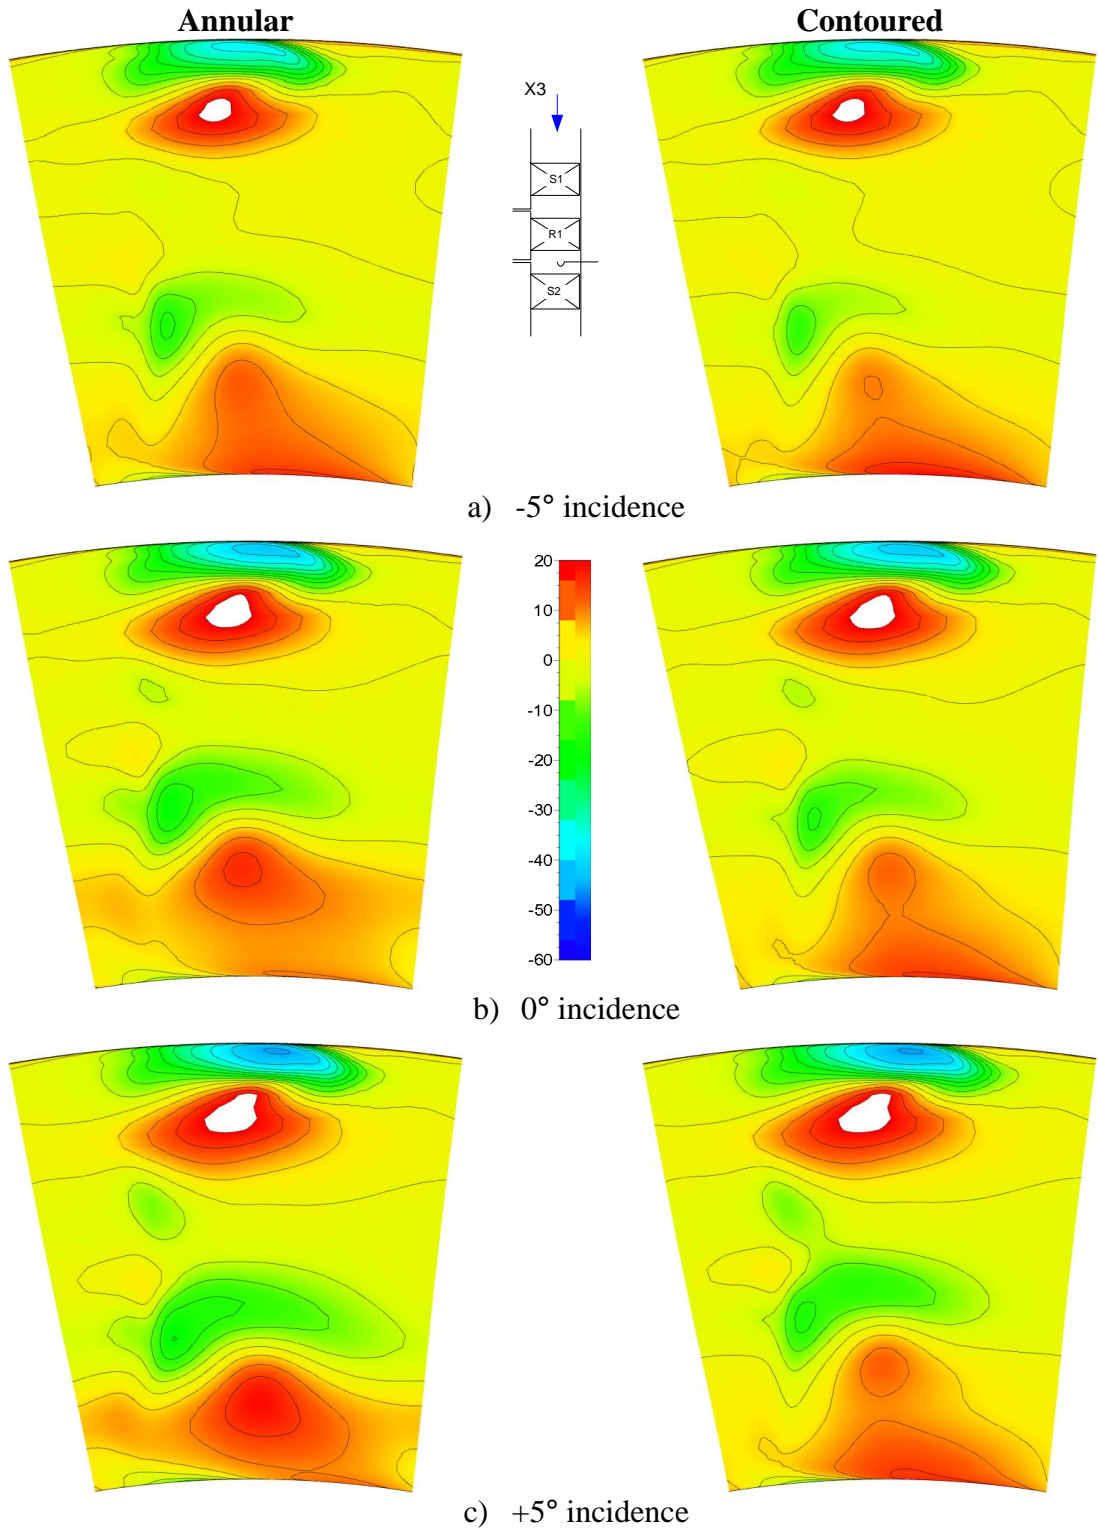 Annular
Contoured
X3
S1
R1
S2
a) -5° incidence
20
10
0
-10
-20
-30
-40
-50
-60
b) 0° incidence
c) +5° incidence